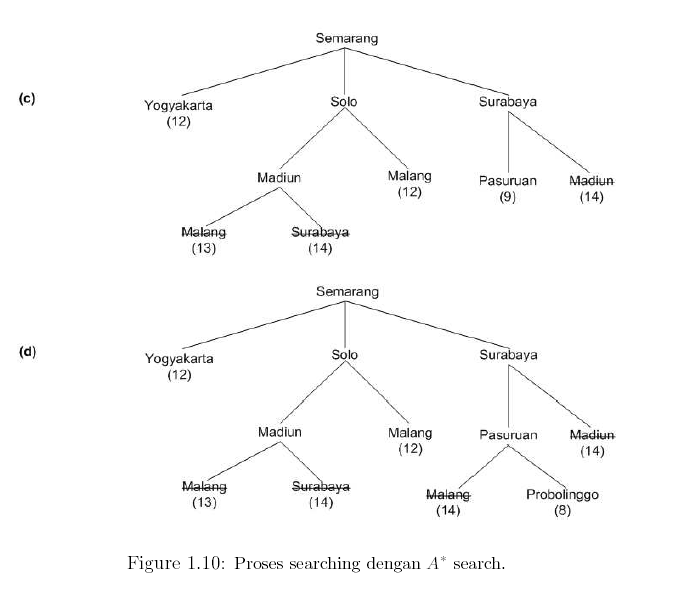 Semarang
(c)
Yogyakarta Solo Surabaya
(12)
Madiun Malang Pasuruan Madiun
(12) (9) (14)
Malang Surabaya
(13) (14)
Semarang
(d)
Yogyakarta Solo Surabaya
(12)
Madiun Malang Pasuruan Madiun
(12) (14)
Malang Surabaya Malang Probolinggo
(13) (14) (14) (8)
Figure 1.10: Proses searching dengan A* search.